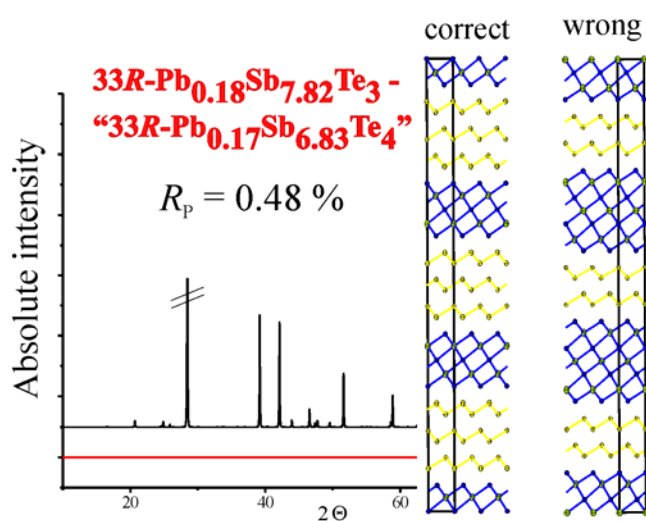 correct
wrong
33R-Pb0.18Sb7.82Te3 -
“33R-Pb0.17Sb6.83Te4”
RP = 0.48 %
Absolute intensity
20
40
60
2Θ